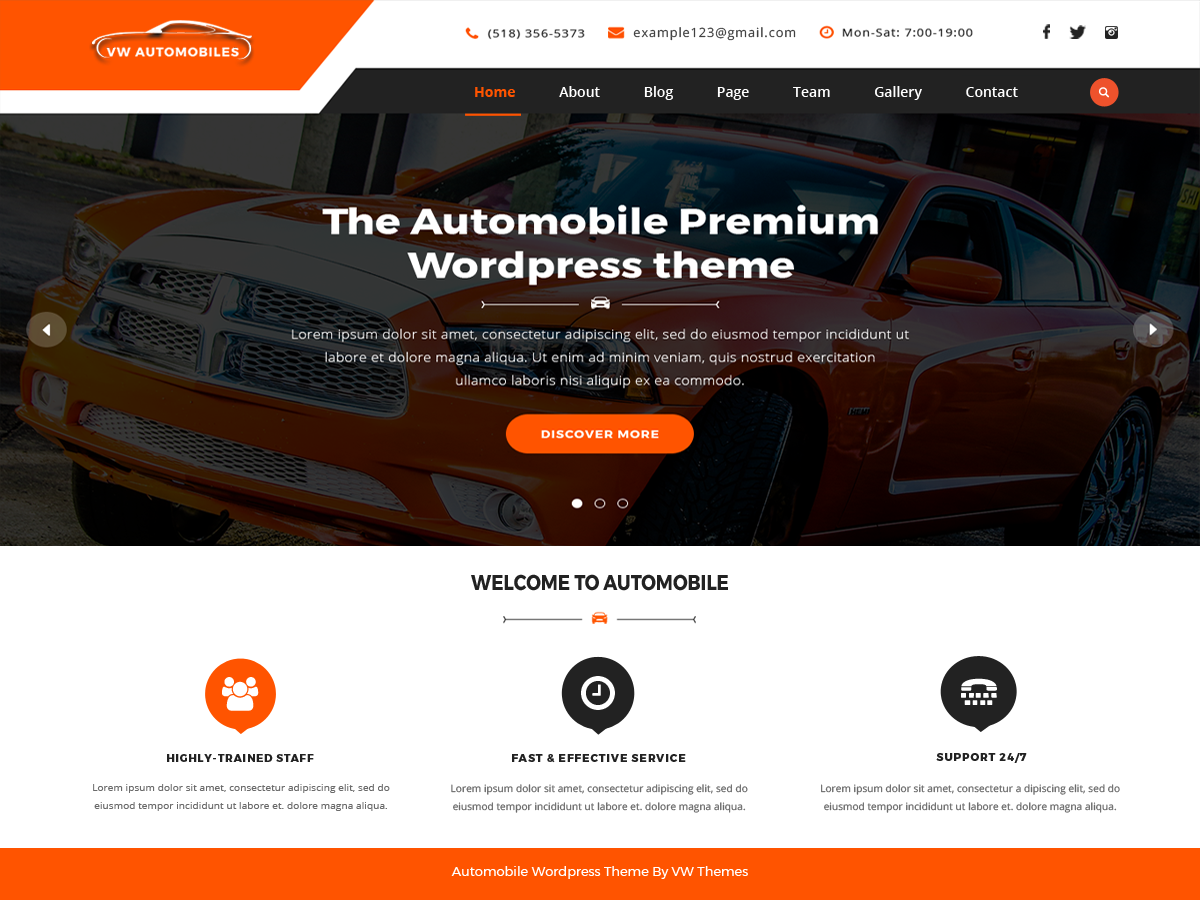 VW AUTOMOBILES
(518) 356-5373
example123@gmail.com
Mon-Sat: 7:00-19:00
Home About Blog Page Team Gallery Contact
The Automobile Premium
Wordpress theme
Lorem ipsum dolor sit amet, consectetur adipiscing elit, sed do eiusmod tempor incididunt ut
labore et dolore magna aliqua. Ut enim ad minim veniam, quis nostrud exercitation
ullamco laboris nisi aliquip ex ea commodo.
DISCOVER MORE
WELCOME TO AUTOMOBILE
HIGHLY-TRAINED STAFF
Lorem ipsum dolor sit amet, consectetur adipiscing elit, sed do
eiusmod tempor incididunt ut labore et. dolore magna aliqua.
FAST & EFFECTIVE SERVICE
Lorem ipsum dolor sit amet, consectetur adipiscing elit, sed do
eiusmod tempor incididunt ut labore et. dolore magna aliqua.
SUPPORT 24/7
Lorem ipsum dolor sit amet, consectetur a dipiscing elit, sed do
eiusmod tempor incididunt ut labore et. dolore magna aliqua.
Automobile Wordpress Theme By VW Themes